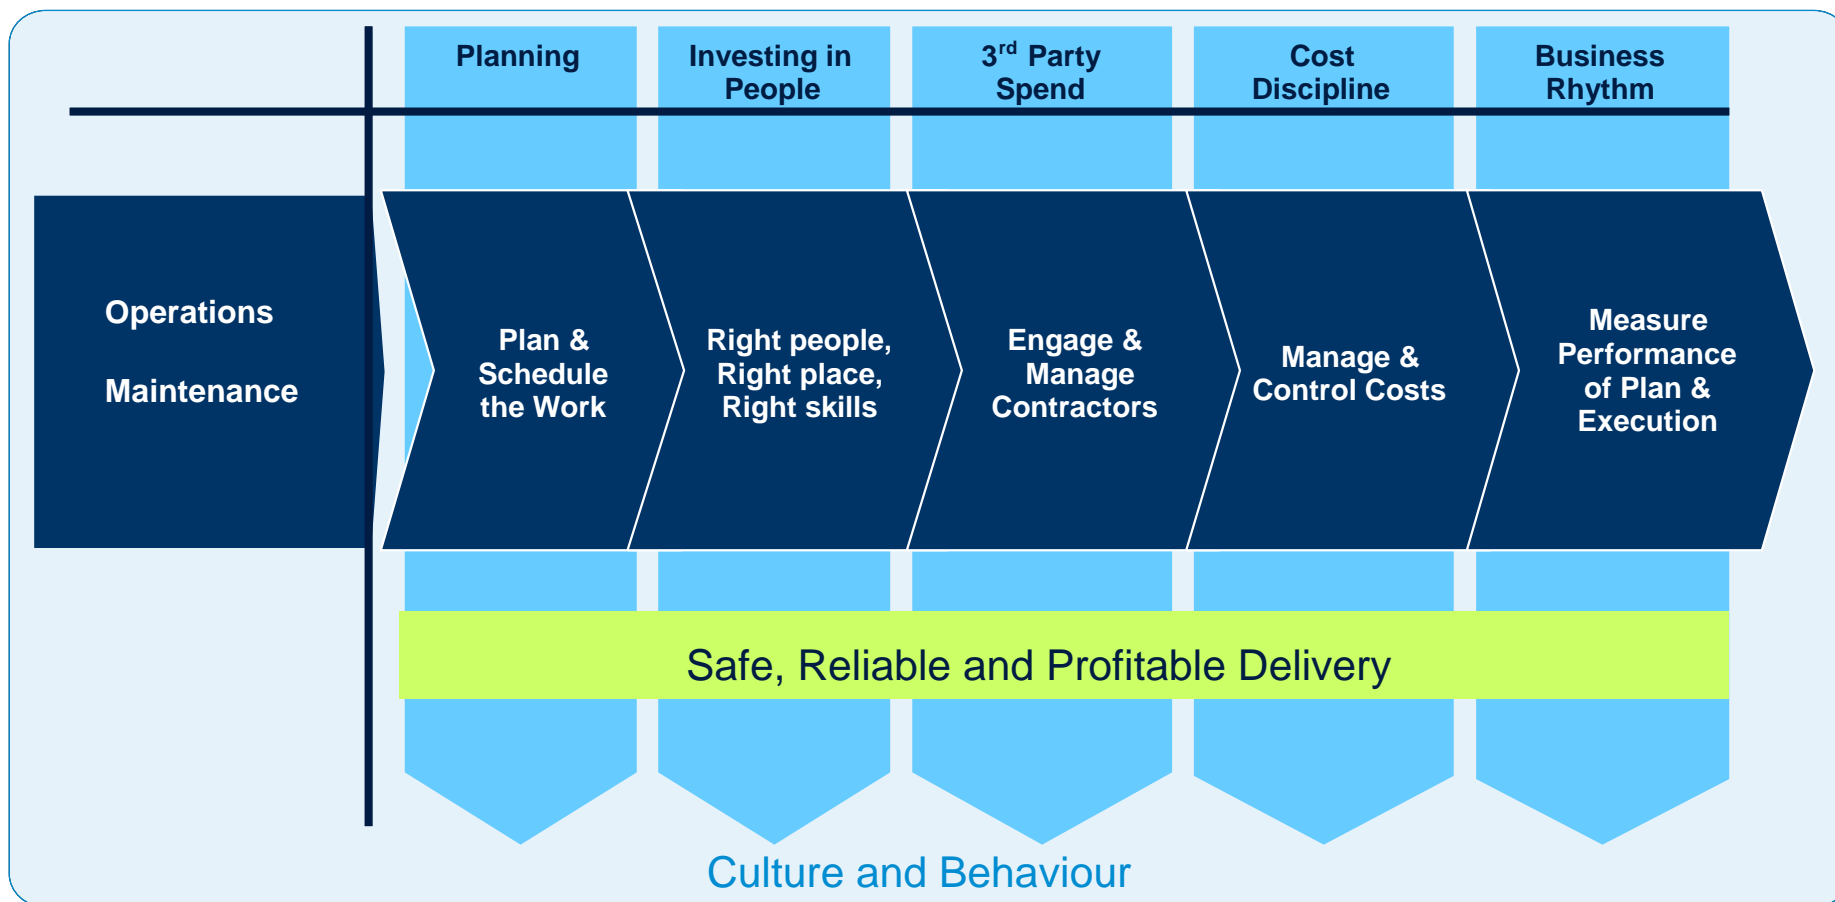 Planning
Investing in
People
3rd Party
Spend
Cost
Discipline
Business
Rhythm
Operations
Maintenance
Plan &
Schedule
the Work
Right people,
Right place,
Right skills
Engage &
Manage
Contractors
Manage &
Control Costs
Measure
Performance
of Plan &
Execution
Safe, Reliable and Profitable Delivery
Culture and Behaviour